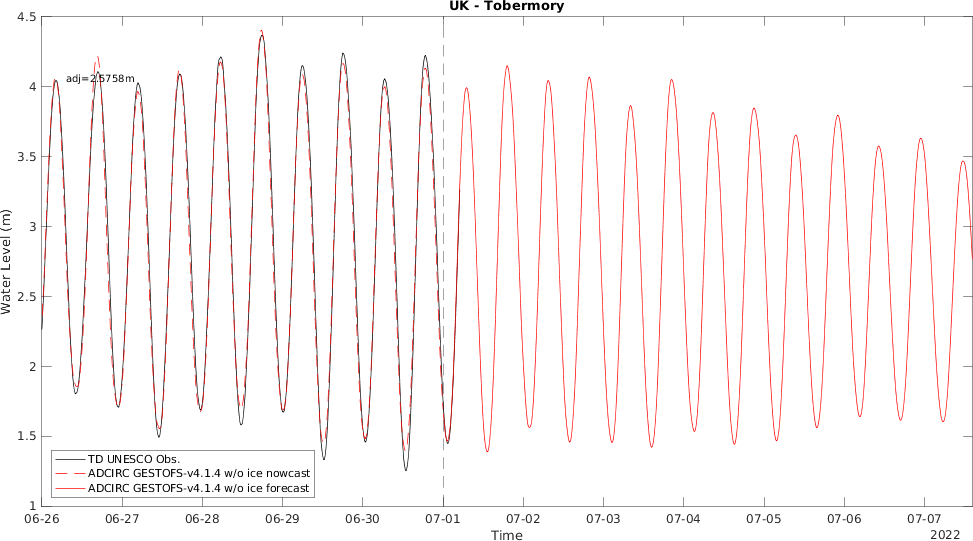 UK - Tobermory
4.5
adj=2.5758m
4
3.5
3
2.5
2
1.5
1
Water Level (m)
TD UNESCO Obs.
ADCIRC GESTOFS-v4.1.4 w/o ice nowcast
ADCIRC GESTOFS-v4.1.4 w/o ice forecast
06-26 06-27 06-28 06-29 06-30 07-01 07-02 07-03 07-04 07-05 07-06 07-07
Time
2022